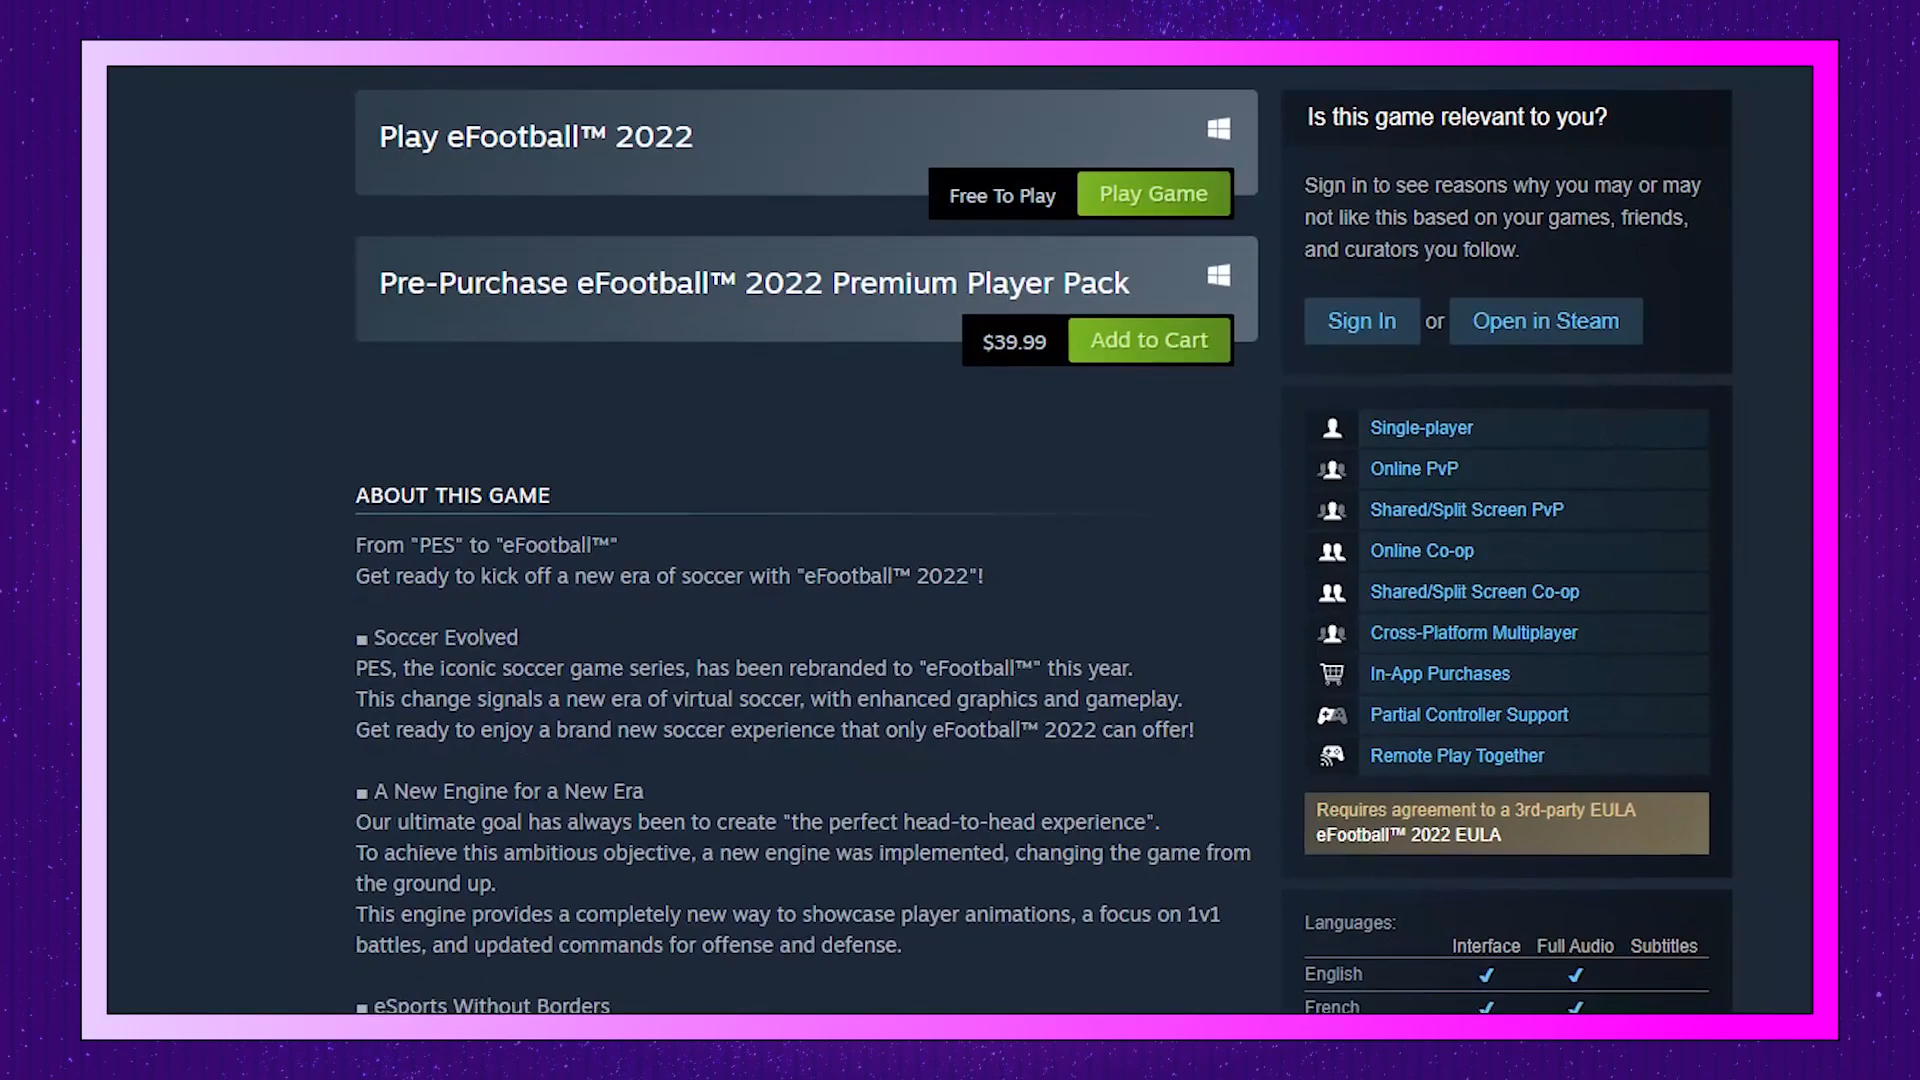 Play eFootball™ 2022
Free To Play
Play Game
Pre-Purchase eFootball™ 2022 Premium Player Pack
$39.99
Add to Cart
ABOUT THIS GAME
From "PES" to "eFootball™"
Get ready to kick off a new era of soccer with "eFootball™ 2022"!
■ Soccer Evolved
PES, the iconic soccer game series, has been rebranded to "eFootball™" this year.
This change signals a new era of virtual soccer, with enhanced graphics and gameplay.
Get ready to enjoy a brand new soccer experience that only eFootball™ 2022 can offer!
■ A New Engine for a New Era
Our ultimate goal has always been to create "the perfect head-to-head experience".
To achieve this ambitious objective, a new engine was implemented, changing the game from
the ground up.
This engine provides a completely new way to showcase player animations, a focus on 1v1
battles, and updated commands for offense and defense.
■ eSports Without Borders
Is this game relevant to you?
Sign in to see reasons why you may or may
not like this based on your games, friends,
and curators you follow.
Sign In or Open in Steam
Single-player
Online PvP
Shared/Split Screen PvP
Online Co-op
Shared/Split Screen Co-op
Cross-Platform Multiplayer
In-App Purchases
Partial Controller Support
Remote Play Together
Requires agreement to a 3rd-party EULA
eFootball™ 2022 EULA
Languages:
Interface Full Audio Subtitles
English ✔ ✔
French ✔ ✔